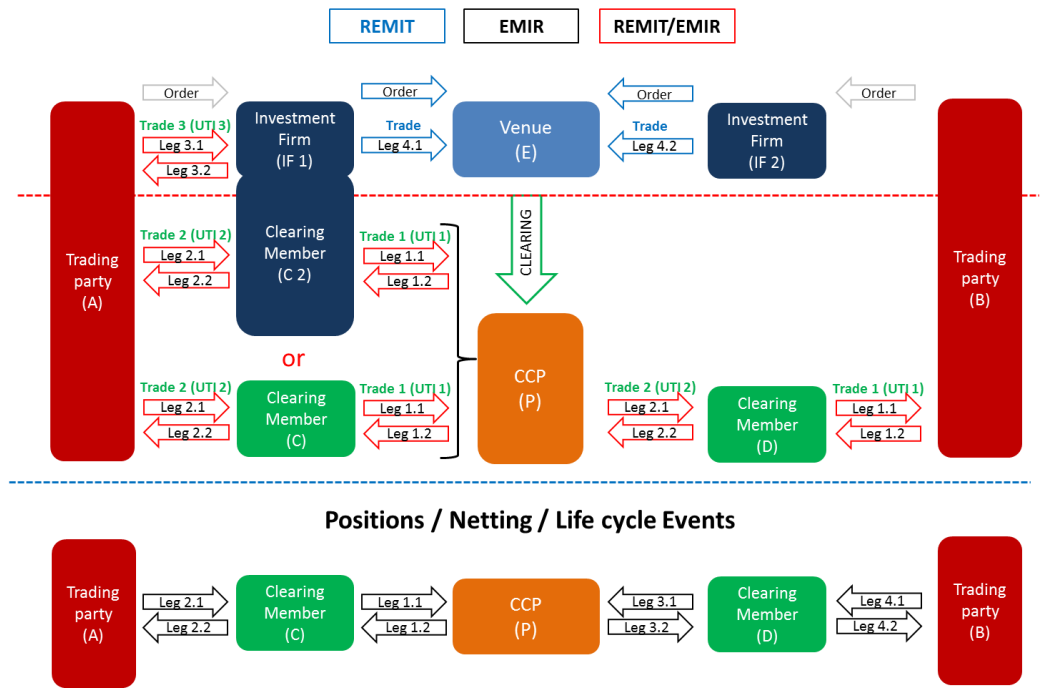 REMIT
EMIR
REMIT/EMIR
Order
Order
Order
Order
Trading
party
(A)
Trade 3 (UTI 3)
Leg 3.1
Leg 3.2
Investment
Firm
(IF 1)
Trade
Leg 4.1
Venue
(E)
Trade
Leg 4.2
Investment
Firm
(IF 2)
Trading
party
(B)
CLEARING
Trade 2 (UTI 2)
Leg 2.1
Leg 2.2
Clearing
Member
(C 2)
Trade 1 (UTI 1)
Leg 1.1
Leg 1.2
or
Trade 2 (UTI 2)
Leg 2.1
Leg 2.2
Clearing
Member
(C)
Trade 1 (UTI 1)
Leg 1.1
Leg 1.2
CCP
(P)
Trade 2 (UTI 2)
Leg 2.1
Leg 2.2
Clearing
Member
(D)
Trade 1 (UTI 1)
Leg 1.1
Leg 1.2
Positions / Netting / Life cycle Events
Trading
party
(A)
Leg 2.1
Leg 2.2
Clearing
Member
(C)
Leg 1.1
Leg 1.2
CCP
(P)
Leg 3.1
Leg 3.2
Clearing
Member
(D)
Leg 4.1
Leg 4.2
Trading
party
(B)